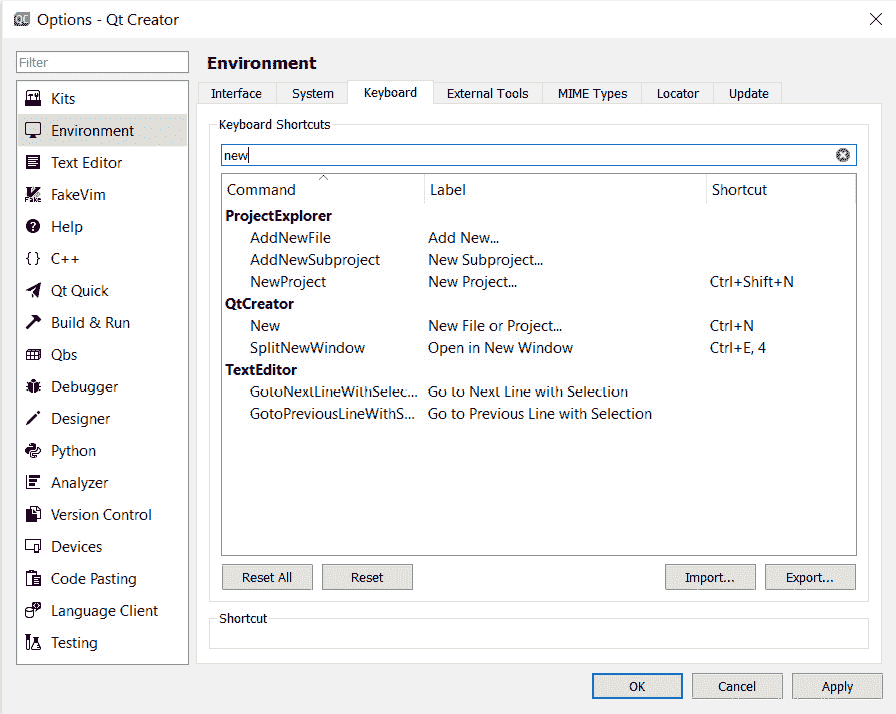 Options - Qt Creator
Filter
Kits
Environment
Text Editor
FakeVim
Help
C++
Qt Quick
Build & Run
Qbs
Debugger
Designer
Python
Analyzer
Version Control
Devices
Code Pasting
Language Client
Testing
Environment
Interface System Keyboard External Tools MIME Types Locator Update
Keyboard Shortcuts
new
Command Label Shortcut
ProjectExplorer
AddNewFile Add New...
AddNewSubproject New Subproject...
NewProject New Project... Ctrl+Shift+N
QtCreator
New New File or Project... Ctrl+N
SplitNewWindow Open in New Window Ctrl+E, 4
TextEditor
GotoNextLineWithSelec... Go to Next Line with Selection
GotoPreviousLineWithS... Go to Previous Line with Selection
Reset All Reset Import... Export...
Shortcut
OK Cancel Apply